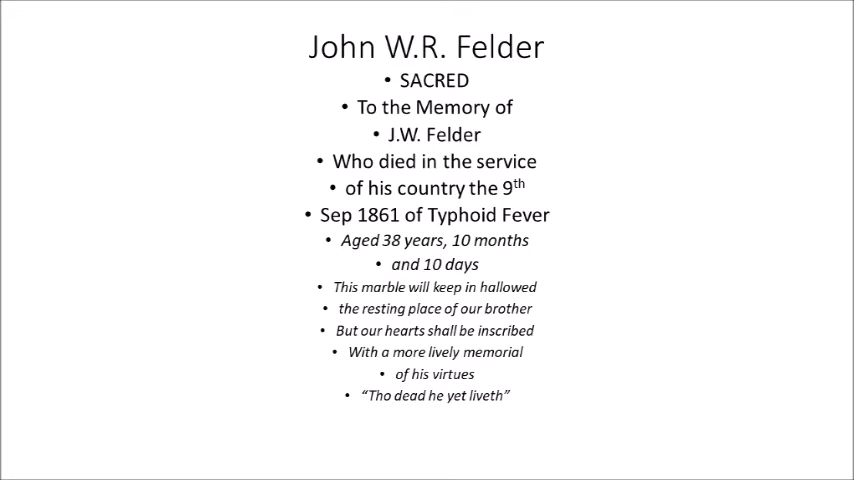 John W.R. Felder
• SACRED
• To the Memory of
• J.W. Felder
• Who died in the service
• of his country the 9th
• Sep 1861 of Typhoid Fever
• Aged 38 years, 10 months
• and 10 days
• This marble will keep in hallowed
• the resting place of our brother
• But our hearts shall be inscribed
• With a more lively memorial
• of his virtues
• “Tho dead he yet liveth”